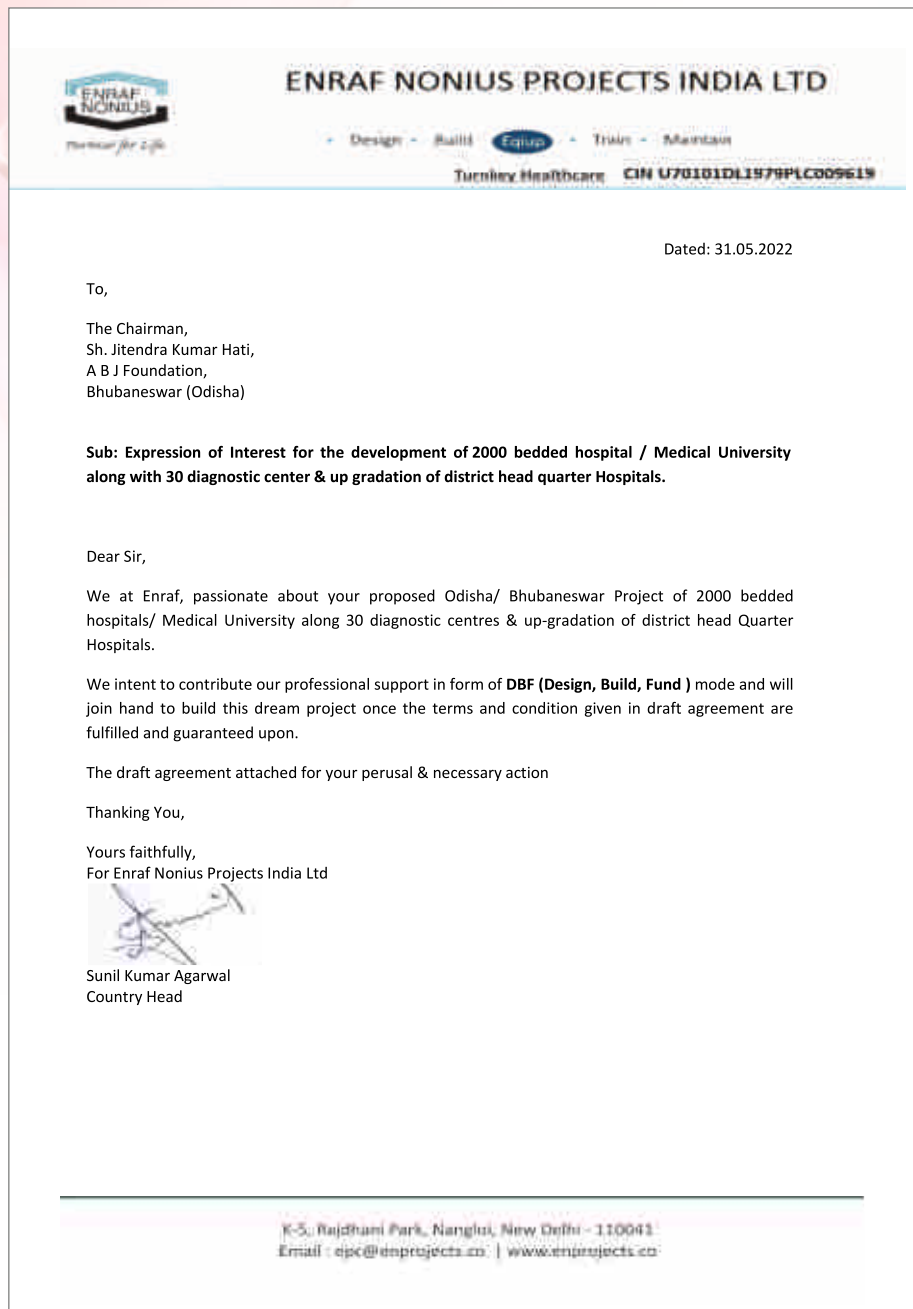 ENRAF
NONIUS
Partner for Life
ENRAF NONIUS PROJECTS INDIA LTD
- Design - Build Equip - Train - Maintain
Turnkey Healthcare CIN U70101DL1979PLC009619
Dated: 31.05.2022
To,
The Chairman,
Sh. Jitendra Kumar Hati,
A B J Foundation,
Bhubaneswar (Odisha)
Sub: Expression of Interest for the development of 2000 bedded hospital / Medical University
along with 30 diagnostic center & up gradation of district head quarter Hospitals.
Dear Sir,
We at Enraf, passionate about your proposed Odisha/ Bhubaneswar Project of 2000 bedded
hospitals/ Medical University along 30 diagnostic centres & up-gradation of district head Quarter
Hospitals.
We intent to contribute our professional support in form of DBF (Design, Build, Fund ) mode and will
join hand to build this dream project once the terms and condition given in draft agreement are
fulfilled and guaranteed upon.
The draft agreement attached for your perusal & necessary action
Thanking You,
Yours faithfully,
For Enraf Nonius Projects India Ltd
Sunil Kumar Agarwal
Country Head
K-5, Rajdhani Park, Nangloi, New Delhi - 110041
Email : epc@enprojects.co | www.enprojects.co